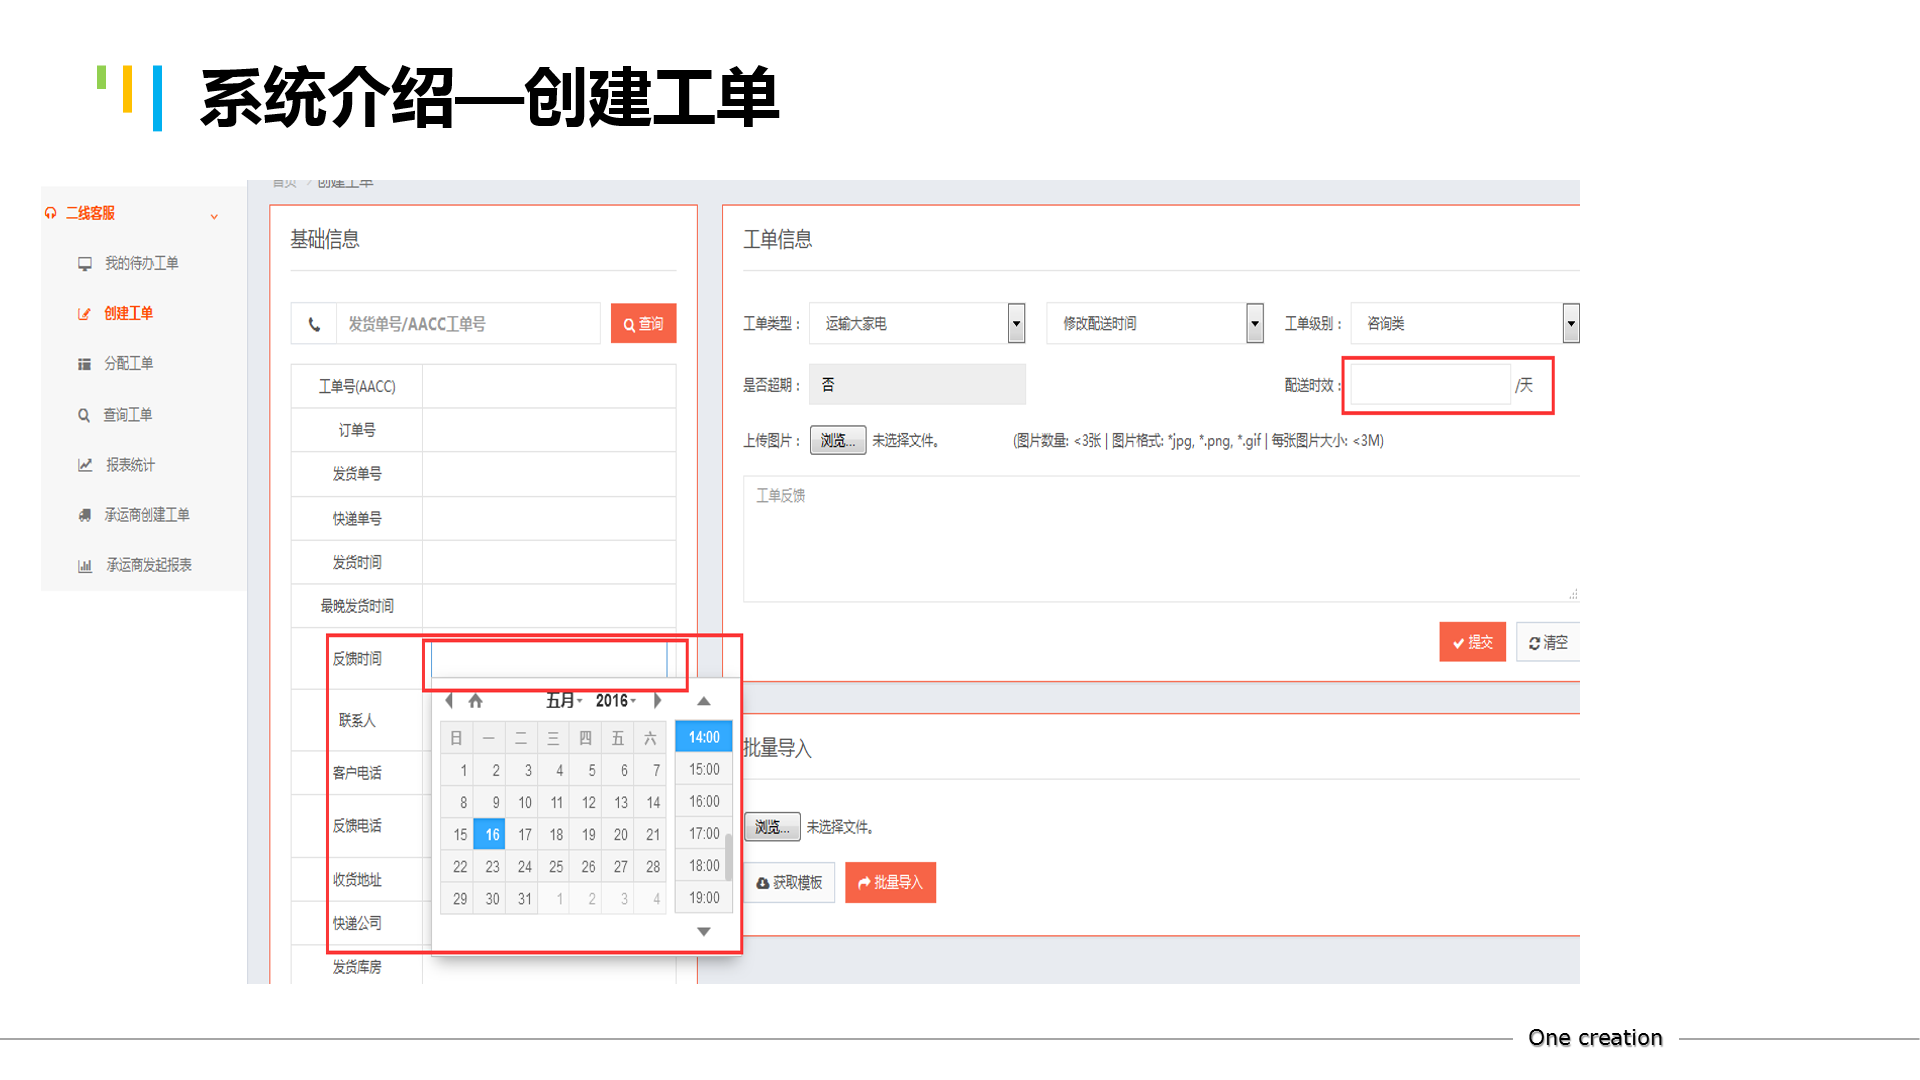 系统介绍—创建工单
首页 / 创建工单
二线客服
我的待办工单
创建工单
分配工单
查询工单
报表统计
承运商创建工单
承运商发起报表
基础信息
发货单号/AACC工单号 查询
工单号(AACC)
订单号
发货单号
快递单号
发货时间
最晚发货时间
反馈时间
联系人
客户电话
反馈电话
收货地址
快递公司
发货库房
五月 2016
日 一 二 三 四 五 六
1 2 3 4 5 6 7
8 9 10 11 12 13 14
15 16 17 18 19 20 21
22 23 24 25 26 27 28
29 30 31 1 2 3 4
14:00
15:00
16:00
17:00
18:00
19:00
工单信息
工单类型： 运输大家电 修改配送时间 工单级别： 咨询类
是否超期： 否 配送时效： /天
上传图片： 浏览... 未选择文件。 (图片数量: <3张 | 图片格式: *jpg, *.png, *.gif | 每张图片大小: <3M)
工单反馈
提交 清空
批量导入
浏览... 未选择文件。
获取模板 批量导入
One creation